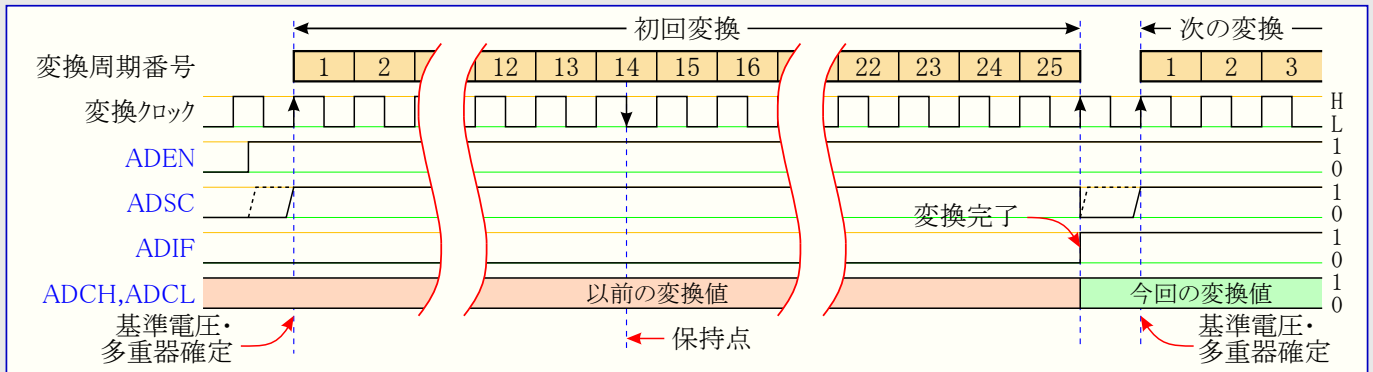 初回変換 次の変換
変換周期番号 1 2 12 13 14 15 16 22 23 24 25 1 2 3
変換クロック H L
ADEN 1 0
ADSC 1 0
変換完了
ADIF 1 0
ADCH,ADCL 以前の変換値 今回の変換値 1 0
基準電圧・
多重器確定
保持点
基準電圧・
多重器確定